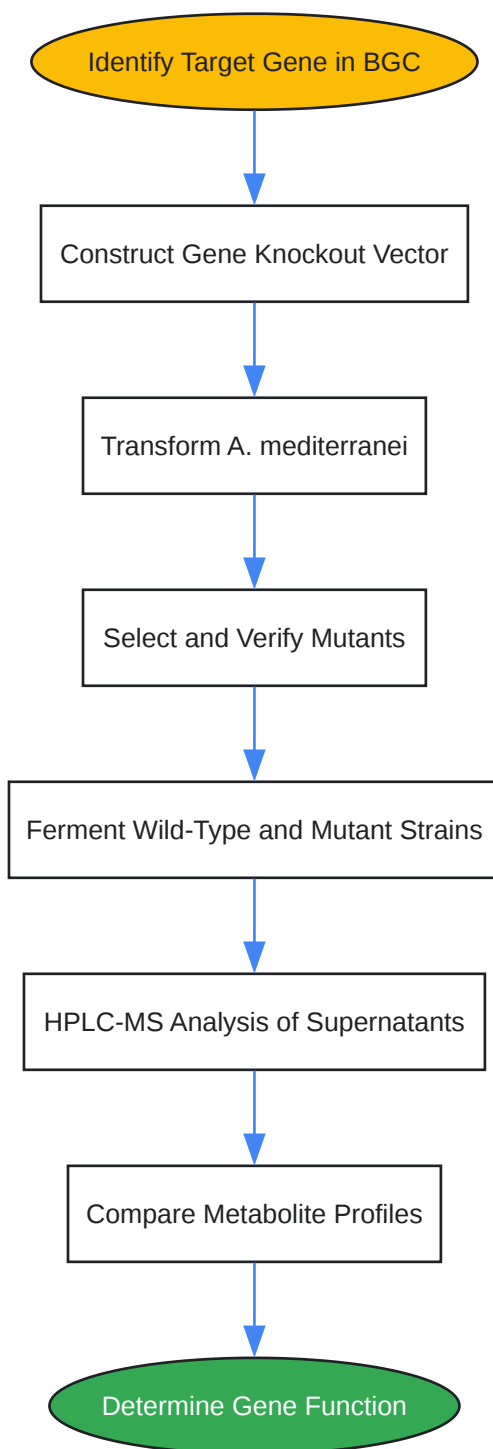 Identify Target Gene in BGC
Construct Gene Knockout Vector
Transform A. mediterranei
Select and Verify Mutants
Ferment Wild-Type and Mutant Strains
HPLC-MS Analysis of Supernatants
Compare Metabolite Profiles
Determine Gene Function